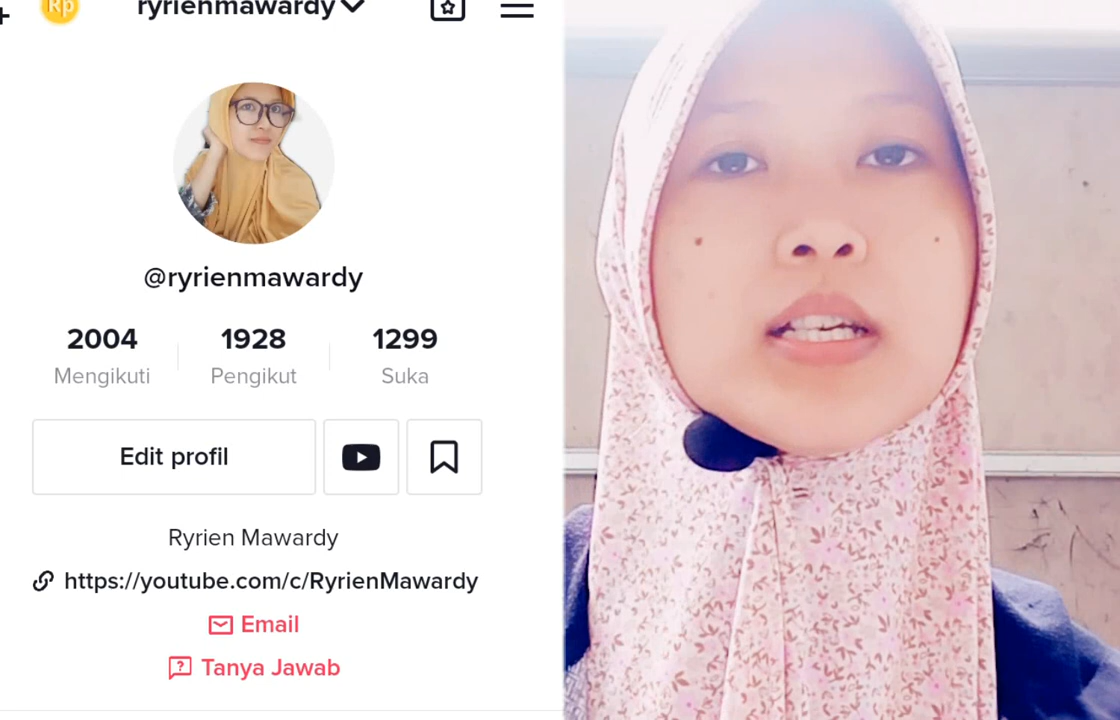 Rp
ryrienmawardy
@ryrienmawardy
2004 1928 1299
Mengikuti Pengikut Suka
Edit profil
Ryrien Mawardy
https://youtube.com/c/RyrienMawardy
Email
Tanya Jawab